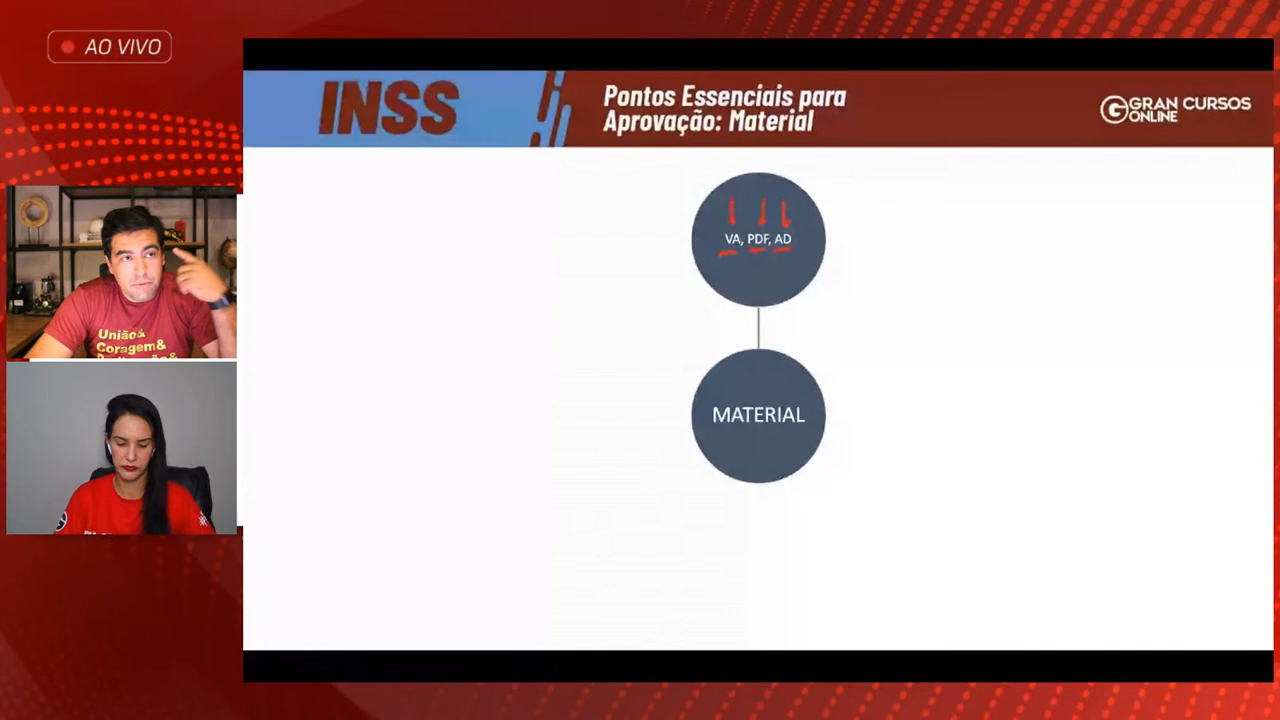 AO VIVO
INSS
Pontos Essenciais para
Aprovação: Material
GRAN CURSOS
ONLINE
VA, PDF, AD
MATERIAL
União&
Coragem&